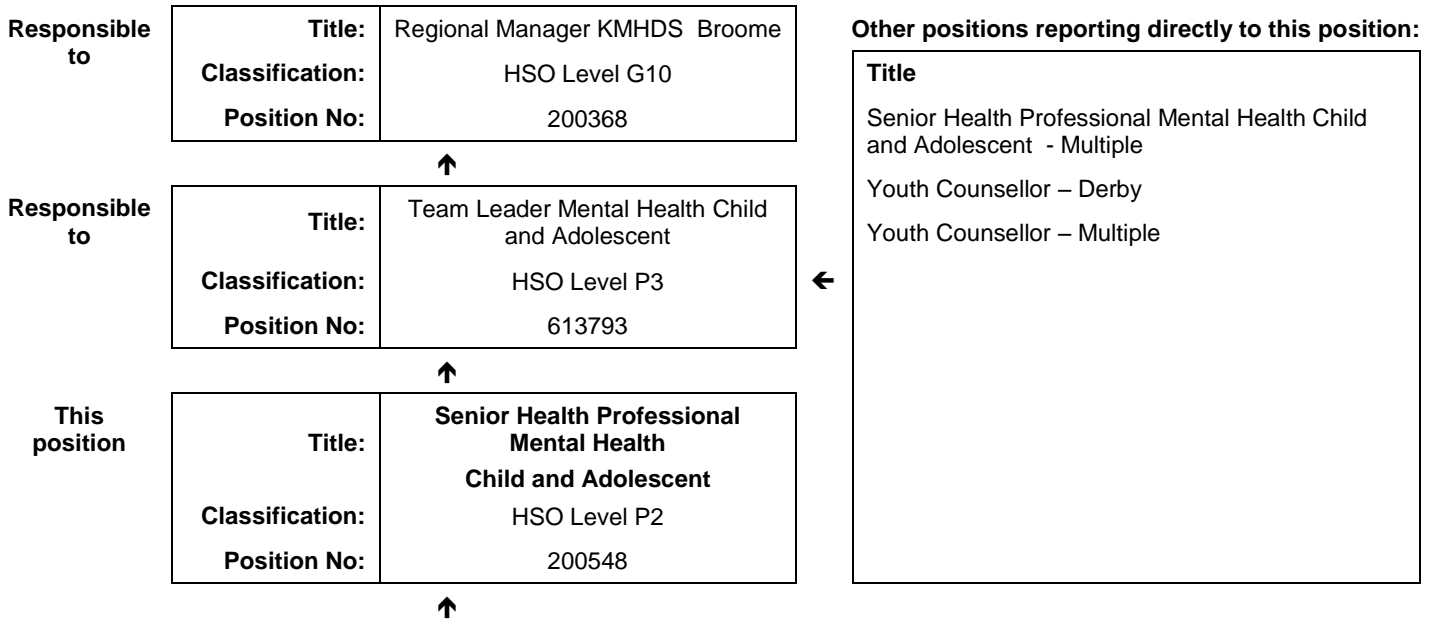 Responsible
to
Title:
Regional Manager KMHDS Broome
Classification:
HSO Level G10
Position No:
200368
Responsible
to
Title:
Team Leader Mental Health Child
and Adolescent
Classification:
HSO Level P3
Position No:
613793
This
position
Title:
Senior Health Professional
Mental Health
Child and Adolescent
Classification:
HSO Level P2
Position No:
200548
Other positions reporting directly to this position:
Title
Senior Health Professional Mental Health Child
and Adolescent - Multiple
Youth Counsellor – Derby
Youth Counsellor – Multiple